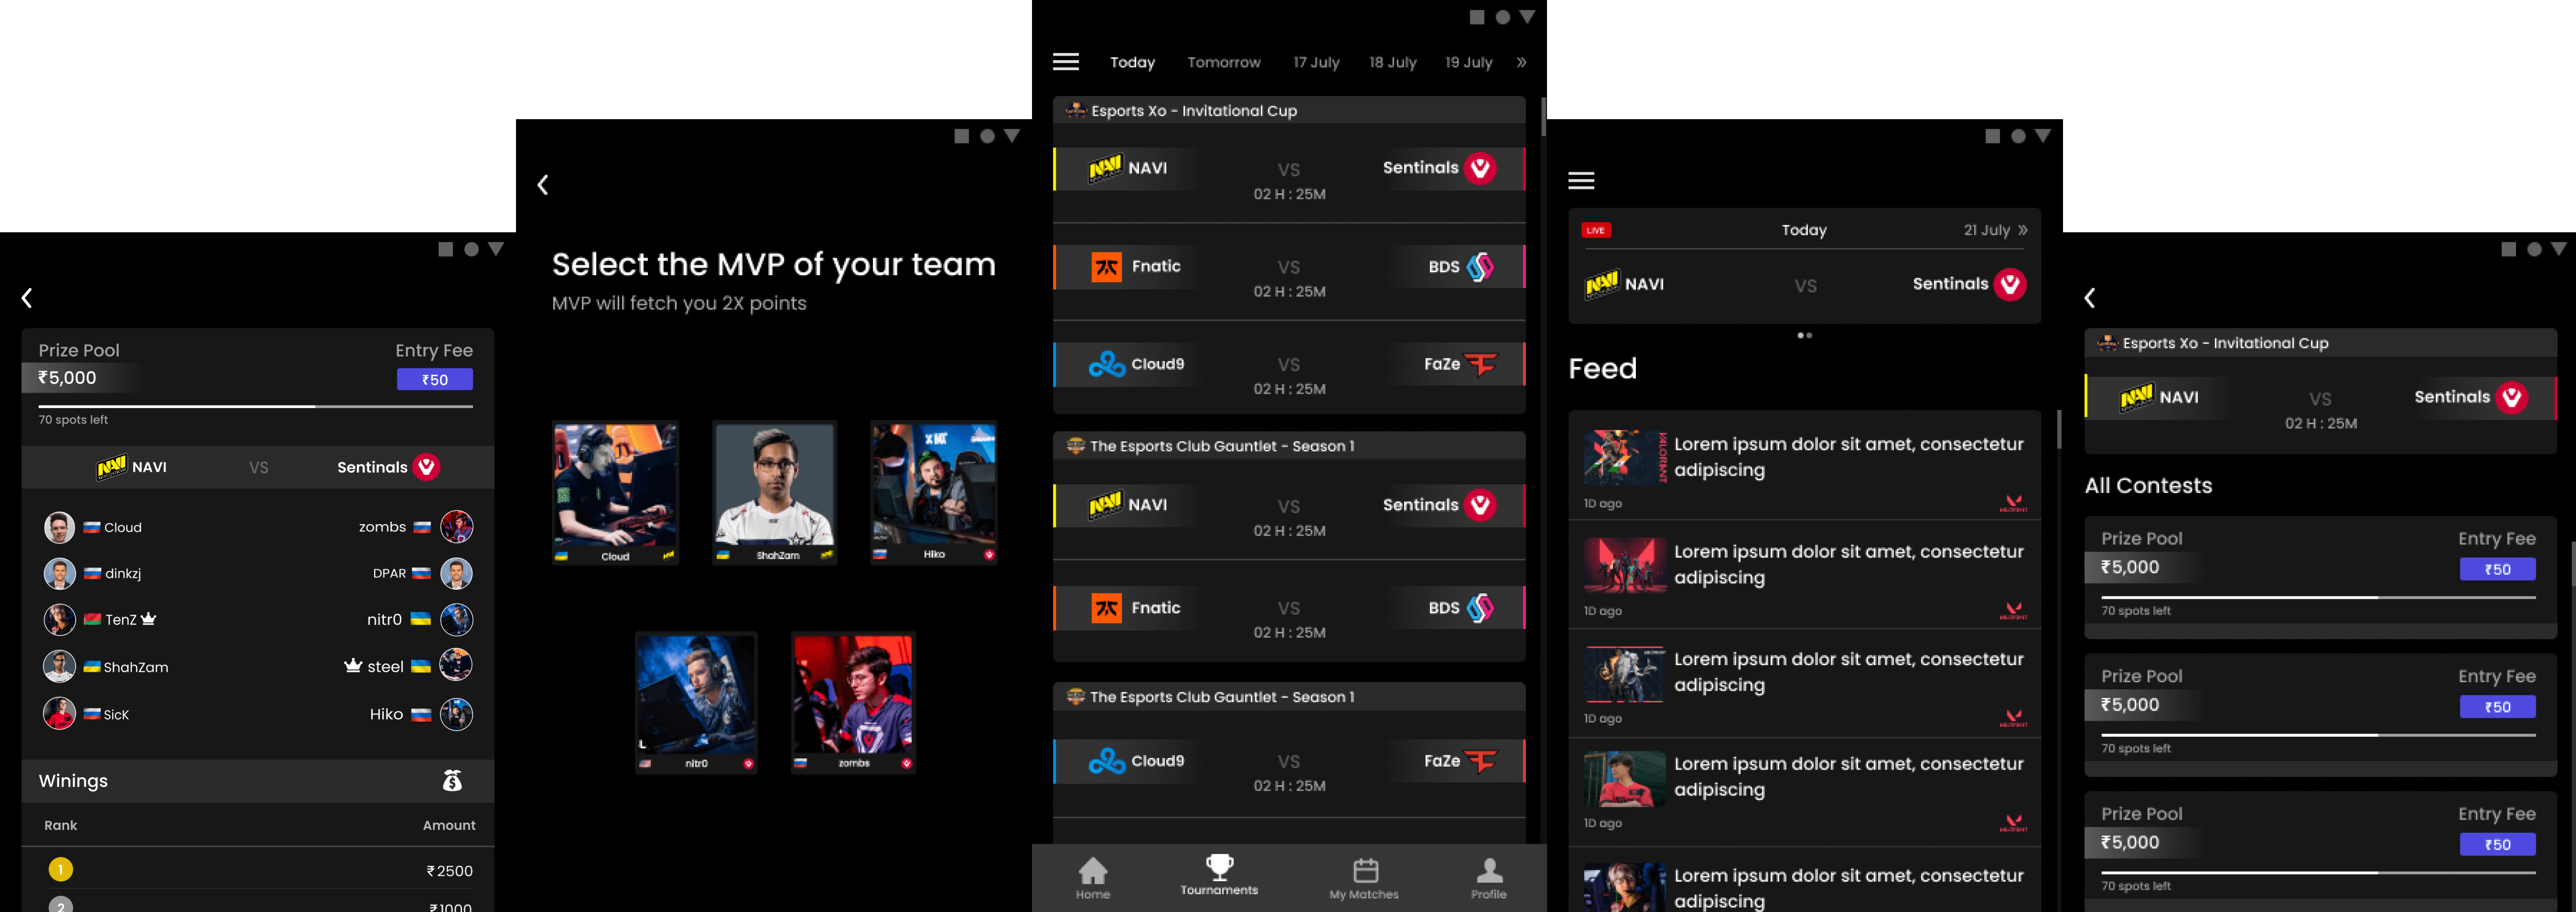 Prize Pool Entry Fee
₹5,000 ₹50
70 spots left
NAVI VS Sentinals
Cloud zombs
dinkzj DPAR
TenZ nitr0
ShahZam steel
SicK Hiko
Winings
Rank Amount
1 ₹2500
2 ₹1000
Select the MVP of your team
MVP will fetch you 2X points
Cloud ShahZam Hiko
nitr0 zombs
Today Tomorrow 17 July 18 July 19 July »
Esports Xo - Invitational Cup
NAVI VS Sentinals
02 H : 25M
Fnatic VS BDS
02 H : 25M
Cloud9 VS FaZe
02 H : 25M
The Esports Club Gauntlet - Season 1
NAVI VS Sentinals
02 H : 25M
Fnatic VS BDS
02 H : 25M
The Esports Club Gauntlet - Season 1
Cloud9 VS FaZe
02 H : 25M
Home Tournaments My Matches Profile
LIVE Today 21 July »
NAVI VS Sentinals
Feed
Lorem ipsum dolor sit amet, consectetur
adipiscing
1D ago
Lorem ipsum dolor sit amet, consectetur
adipiscing
1D ago
Lorem ipsum dolor sit amet, consectetur
adipiscing
1D ago
Lorem ipsum dolor sit amet, consectetur
adipiscing
1D ago
Lorem ipsum dolor sit amet, consectetur
adipiscing
Esports Xo - Invitational Cup
NAVI VS Sentinals
02 H : 25M
All Contests
Prize Pool Entry Fee
₹5,000 ₹50
70 spots left
Prize Pool Entry Fee
₹5,000 ₹50
70 spots left
Prize Pool Entry Fee
₹5,000 ₹50
70 spots left